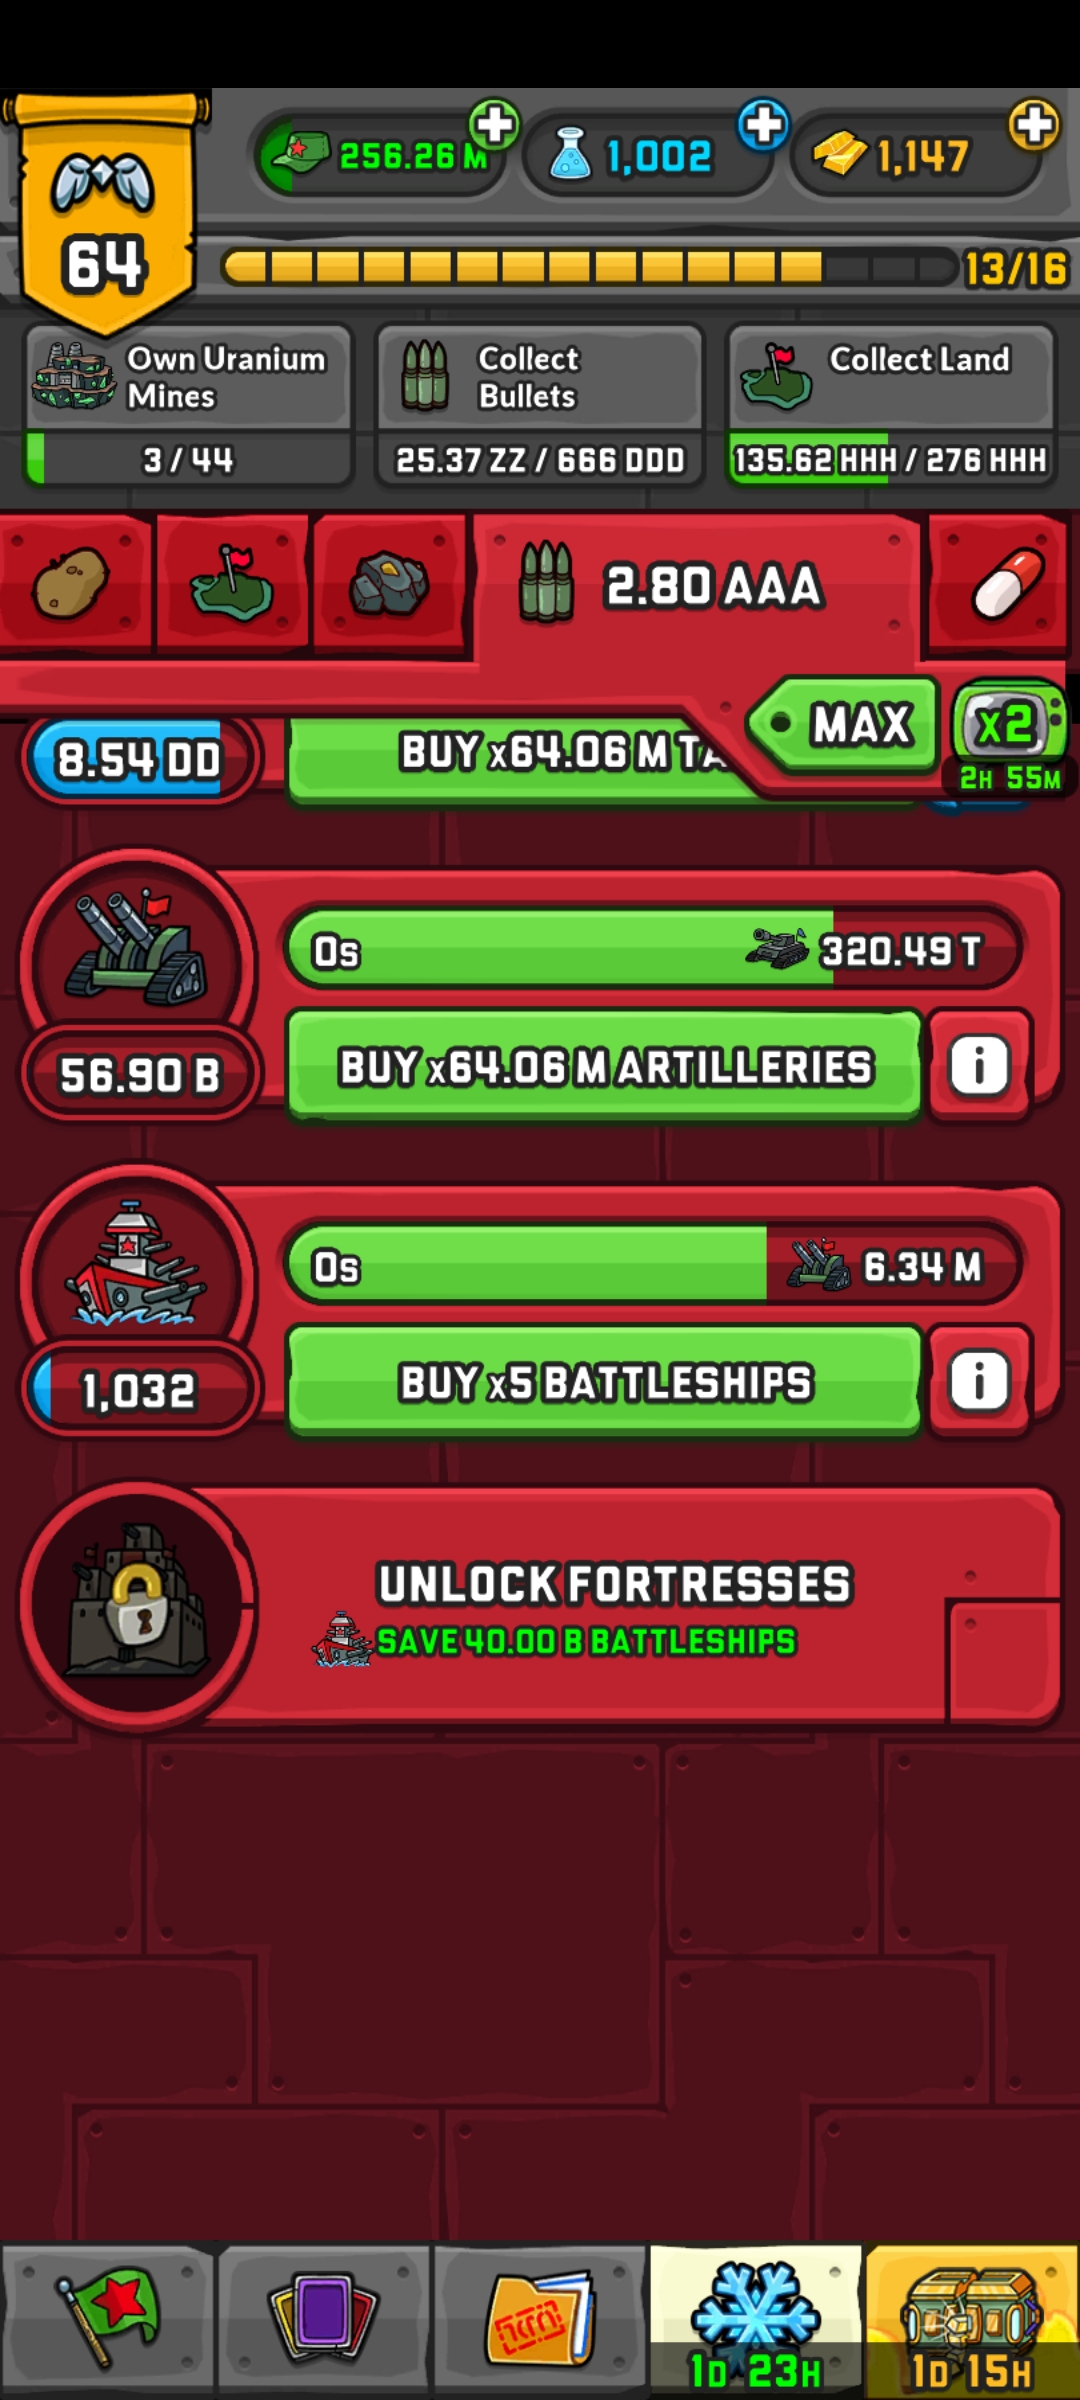 256.26 M
1,002
1,147
64
13/16
Own Uranium
Mines
Collect
Bullets
Collect Land
3 / 44
25.37 ZZ / 666 DDD
135.62 HHH / 276 HHH
2.80 AAA
MAX
x2
2H 55M
8.54 DD
BUY x64.06 M
0s
320.49 T
56.90 B
BUY x64.06 M ARTILLERIES
i
0s
6.34 M
1,032
BUY x5 BATTLESHIPS
i
UNLOCK FORTRESSES
SAVE 40.00 B BATTLESHIPS
1D 23H
1D 15H